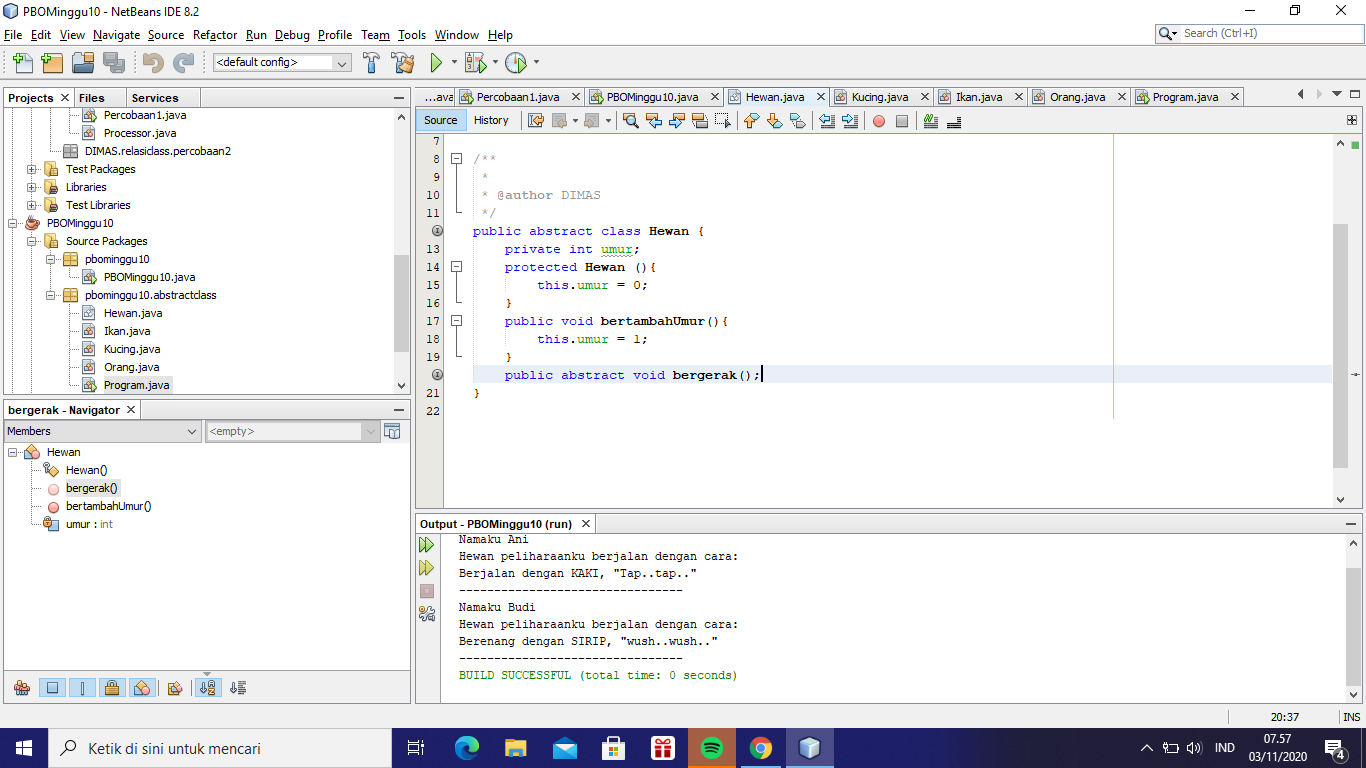 PBOMinggu10 - NetBeans IDE 8.2
File Edit View Navigate Source Refactor Run Debug Profile Team Tools Window Help
Search (Ctrl+I)
<default config>
Projects Files Services
Percobaan1.java
Processor.java
DIMAS.relasiclass.percobaan2
Test Packages
Libraries
Test Libraries
PBOMinggu10
Source Packages
pbominggu10
PBOMinggu10.java
pbominggu10.abstractclass
Hewan.java
Ikan.java
Kucing.java
Orang.java
Program.java
bergerak - Navigator
Members <empty>
Hewan
Hewan()
bergerak()
bertambahUmur()
umur : int
...ava Percobaan1.java PBOMinggu10.java Hewan.java Kucing.java Ikan.java Orang.java Program.java
Source History
7
8 /**
9 *
10 * @author DIMAS
11 */
public abstract class Hewan {
13 private int umur;
14 protected Hewan (){
15 this.umur = 0;
16 }
17 public void bertambahUmur(){
18 this.umur = 1;
19 }
public abstract void bergerak();
21 }
22
Output - PBOMinggu10 (run)
Namaku Ani
Hewan peliharaanku berjalan dengan cara:
Berjalan dengan KAKI, "Tap..tap.."
--------------------------------
Namaku Budi
Hewan peliharaanku berjalan dengan cara:
Berenang dengan SIRIP, "wush..wush.."
--------------------------------
BUILD SUCCESSFUL (total time: 0 seconds)
20:37 INS
Ketik di sini untuk mencari
IND
07.57
03/11/2020
4